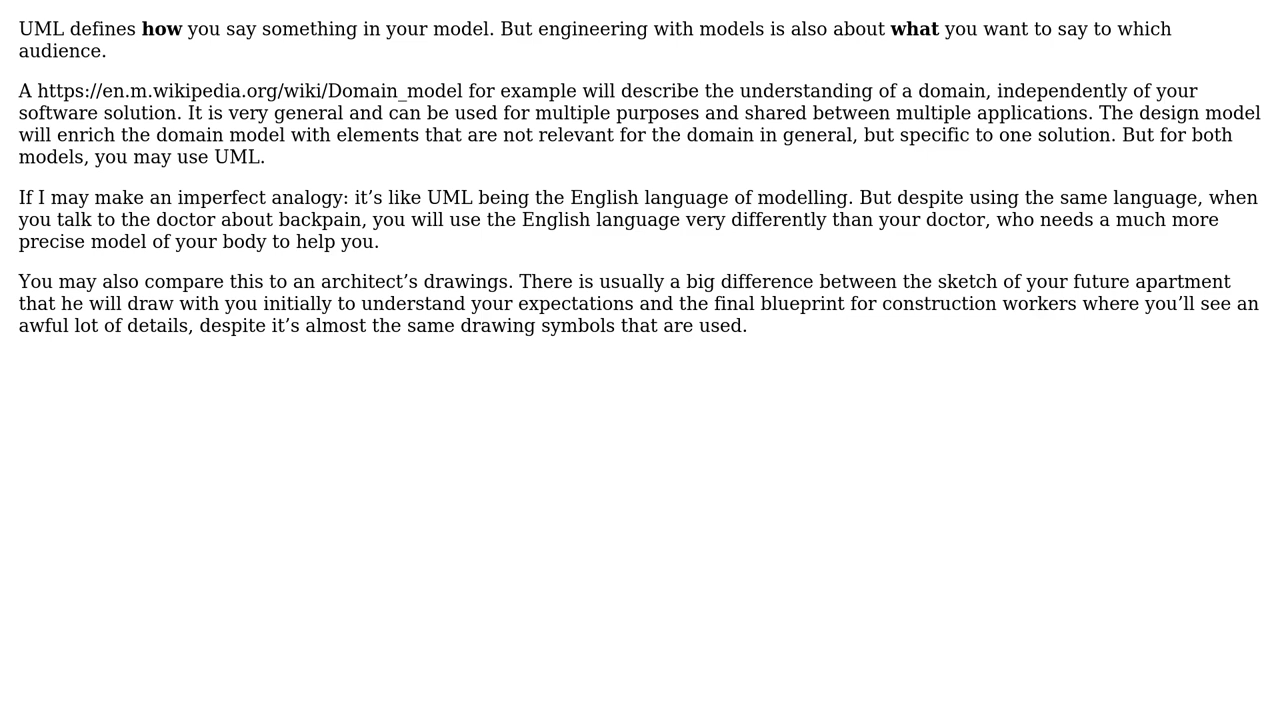 UML defines how you say something in your model. But engineering with models is also about what you want to say to which
audience.
A https://en.m.wikipedia.org/wiki/Domain_model for example will describe the understanding of a domain, independently of your
software solution. It is very general and can be used for multiple purposes and shared between multiple applications. The design model
will enrich the domain model with elements that are not relevant for the domain in general, but specific to one solution. But for both
models, you may use UML.
If I may make an imperfect analogy: it’s like UML being the English language of modelling. But despite using the same language, when
you talk to the doctor about backpain, you will use the English language very differently than your doctor, who needs a much more
precise model of your body to help you.
You may also compare this to an architect’s drawings. There is usually a big difference between the sketch of your future apartment
that he will draw with you initially to understand your expectations and the final blueprint for construction workers where you’ll see an
awful lot of details, despite it’s almost the same drawing symbols that are used.